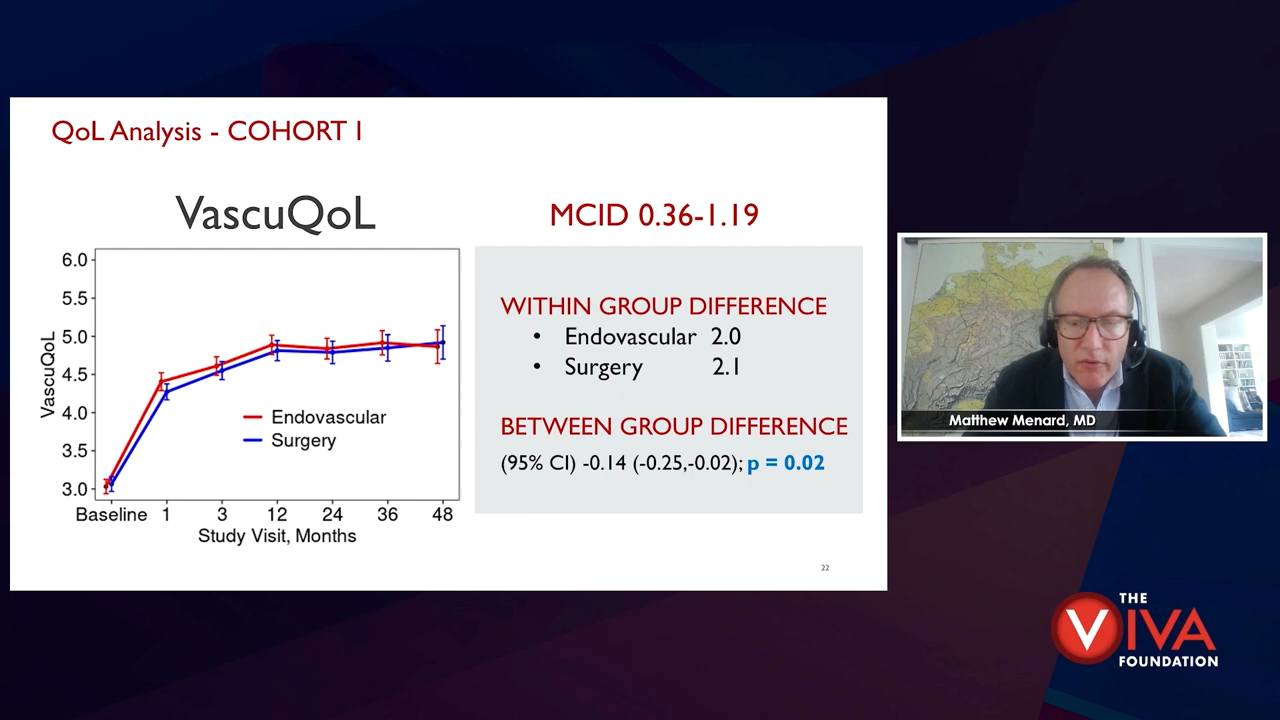 QoL Analysis - COHORT I
VascuQoL
MCID 0.36-1.19
6.0
5.5
5.0
4.5
4.0
3.5
3.0
VascuQoL
Endovascular
Surgery
Baseline 1 3 12 24 36 48
Study Visit, Months
WITHIN GROUP DIFFERENCE
• Endovascular 2.0
• Surgery 2.1
BETWEEN GROUP DIFFERENCE
(95% CI) -0.14 (-0.25,-0.02); p = 0.02
22
Matthew Menard, MD
THE
VIVA
FOUNDATION